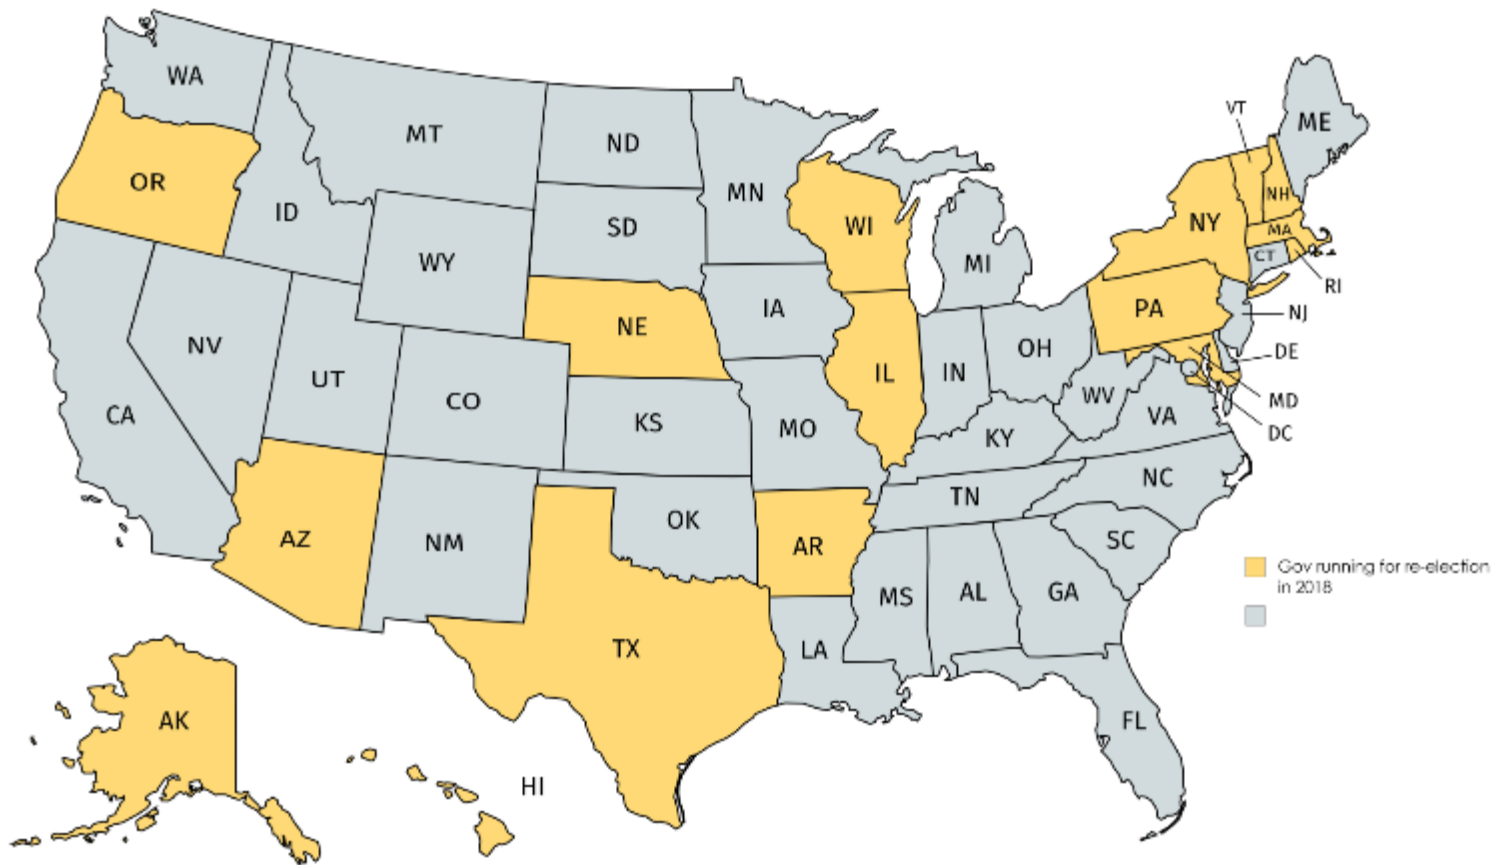 WA
MT
ND
MN
VT
ME
OR
ID
SD
WI
NY
NH
MA
CT
RI
WY
MI
IA
PA
NJ
NE
NV
UT
CO
IL
IN
OH
DE
MD
DC
WV
VA
CA
KS
MO
KY
AZ
NM
OK
AR
TN
NC
SC
MS
AL
GA
TX
LA
FL
AK
HI
Gov running for re-election
in 2018